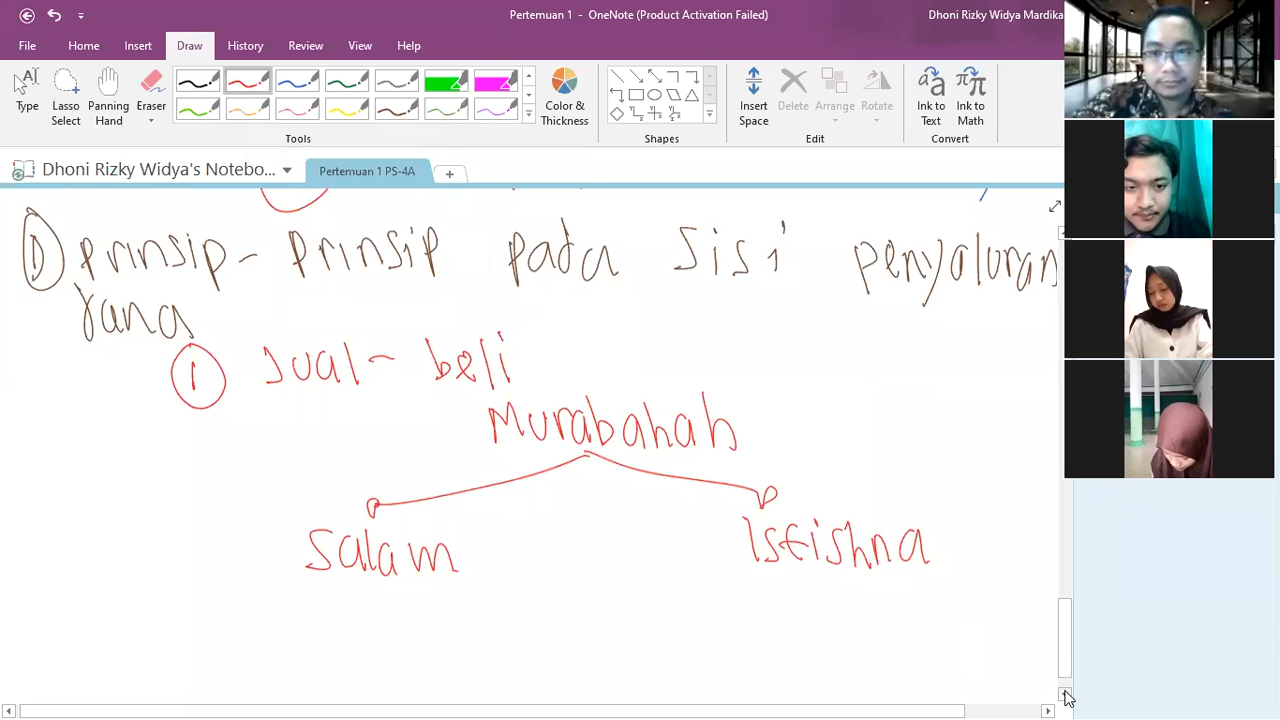 Pertemuan 1 - OneNote (Product Activation Failed)
Dhoni Rizky Widya Mardika
File Home Insert Draw History Review View Help
Type
Lasso Select
Panning Hand
Eraser
Color & Thickness
Insert Space
Delete
Arrange
Rotate
Ink to Text
Ink to Math
Tools
Shapes
Edit
Convert
Dhoni Rizky Widya's Notebo...
Pertemuan 1 PS-4A
prinsip-prinsip pada sisi penyaluran
dana
1 Jual-beli
Murabahah
Salam Istishna